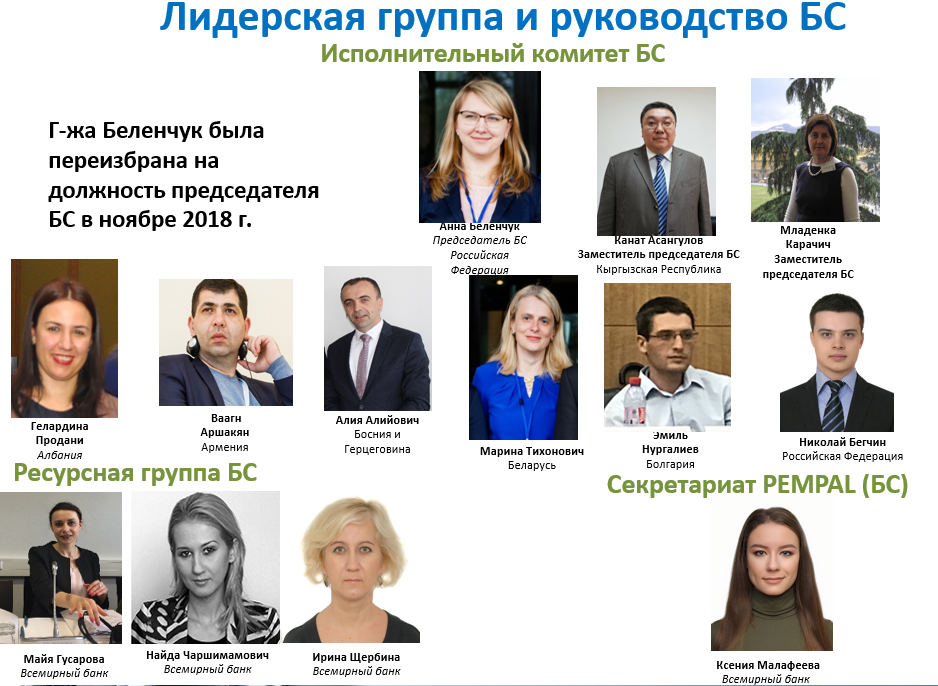 Лидерская группа и руководство БС
Исполнительный комитет БС
Г-жа Беленчук была
переизбрана на
должность председателя
БС в ноябре 2018 г.
Анна Беленчук
Председатель БС
Российская
Федерация
Канат Асангулов
Заместитель председателя БС
Кыргызская Республика
Младенка
Карачич
Заместитель
председателя БС
Гелардина
Продани
Албания
Ваагн
Аршакян
Армения
Алия Алийович
Босния и
Герцеговина
Марина Тихонович
Беларусь
Эмиль
Нургалиев
Болгария
Николай Бегчин
Российская Федерация
Ресурсная группа БС
Секретариат PEMPAL (БС)
Майя Гусарова
Всемирный банк
Найда Чаршимамович
Всемирный банк
Ирина Щербина
Всемирный банк
Ксения Малафеева
Всемирный банк